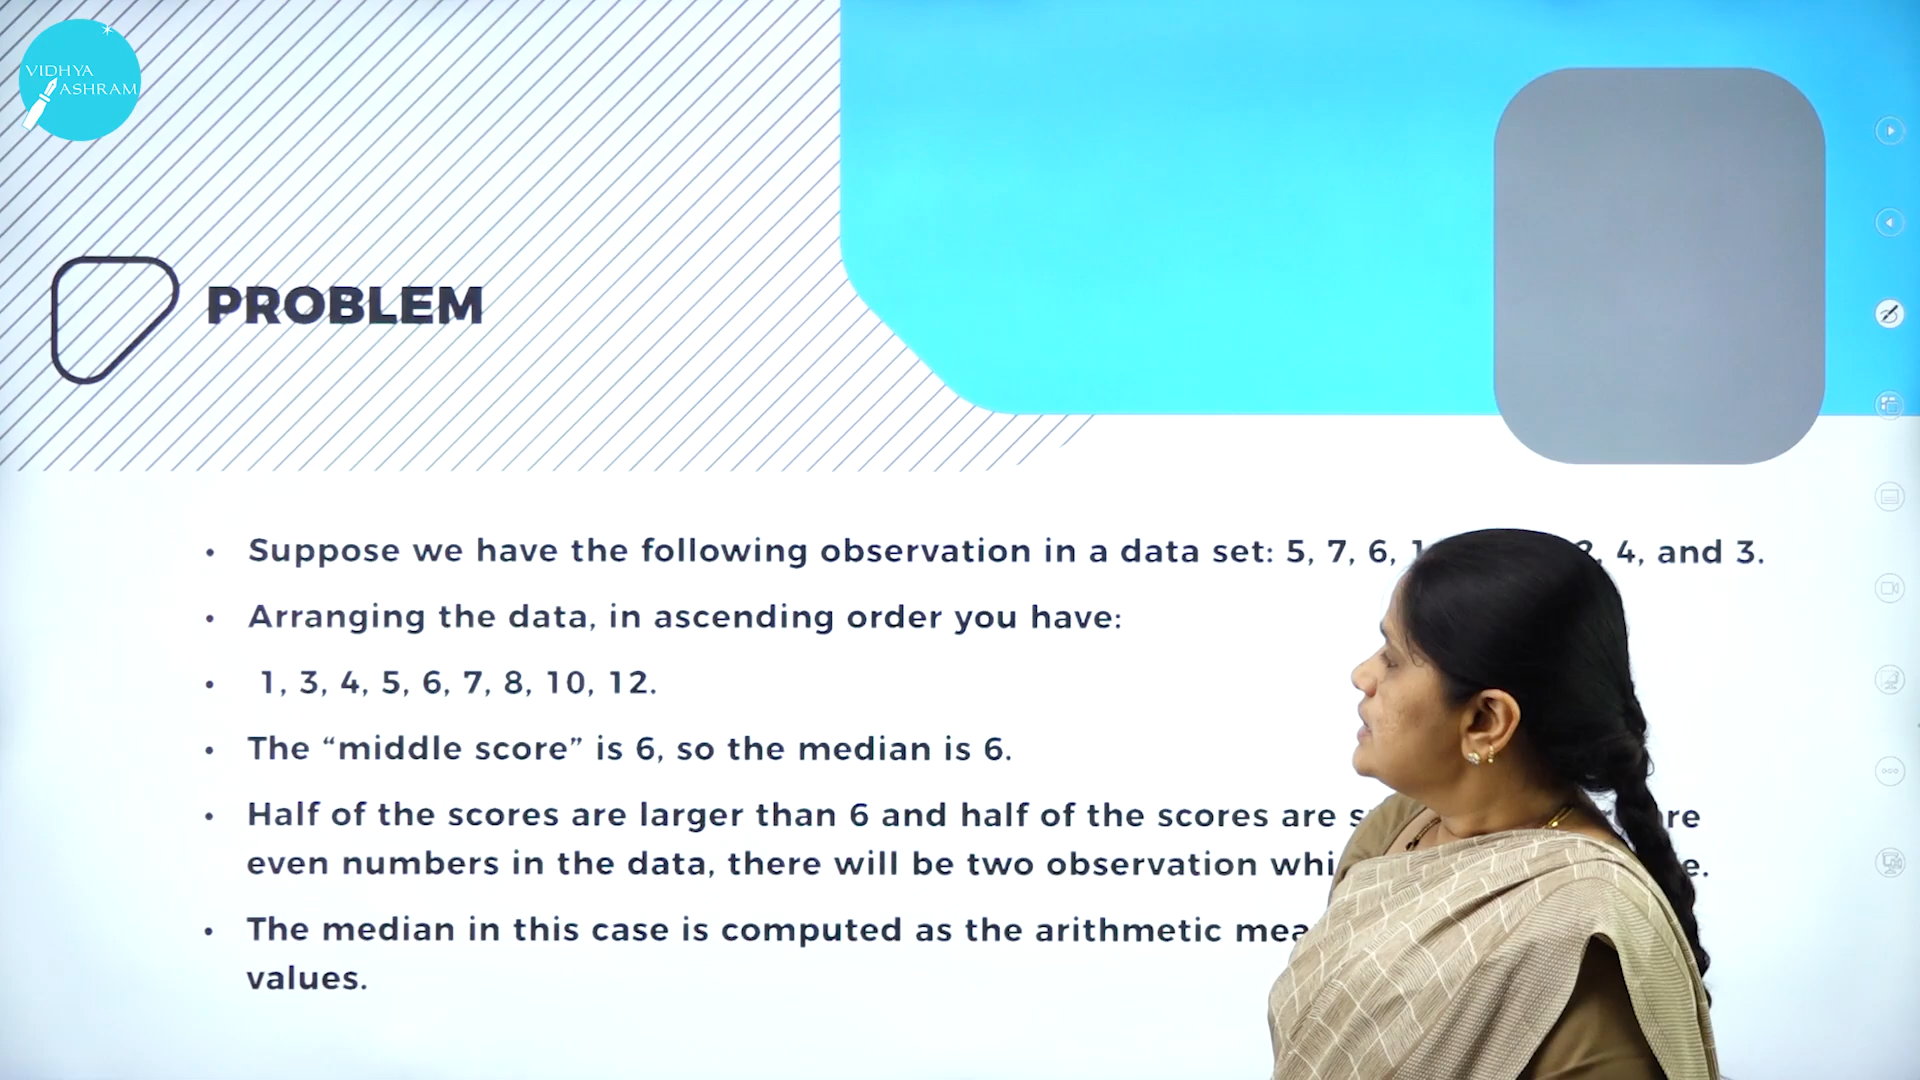 VIDHYA
ASHRAM
PROBLEM
• Suppose we have the following observation in a data set: 5, 7, 6, 4, and 3.
• Arranging the data, in ascending order you have:
• 1, 3, 4, 5, 6, 7, 8, 10, 12.
• The “middle score” is 6, so the median is 6.
• Half of the scores are larger than 6 and half of the scores are
even numbers in the data, there will be two observation
• The median in this case is computed as the arithmetic
values.